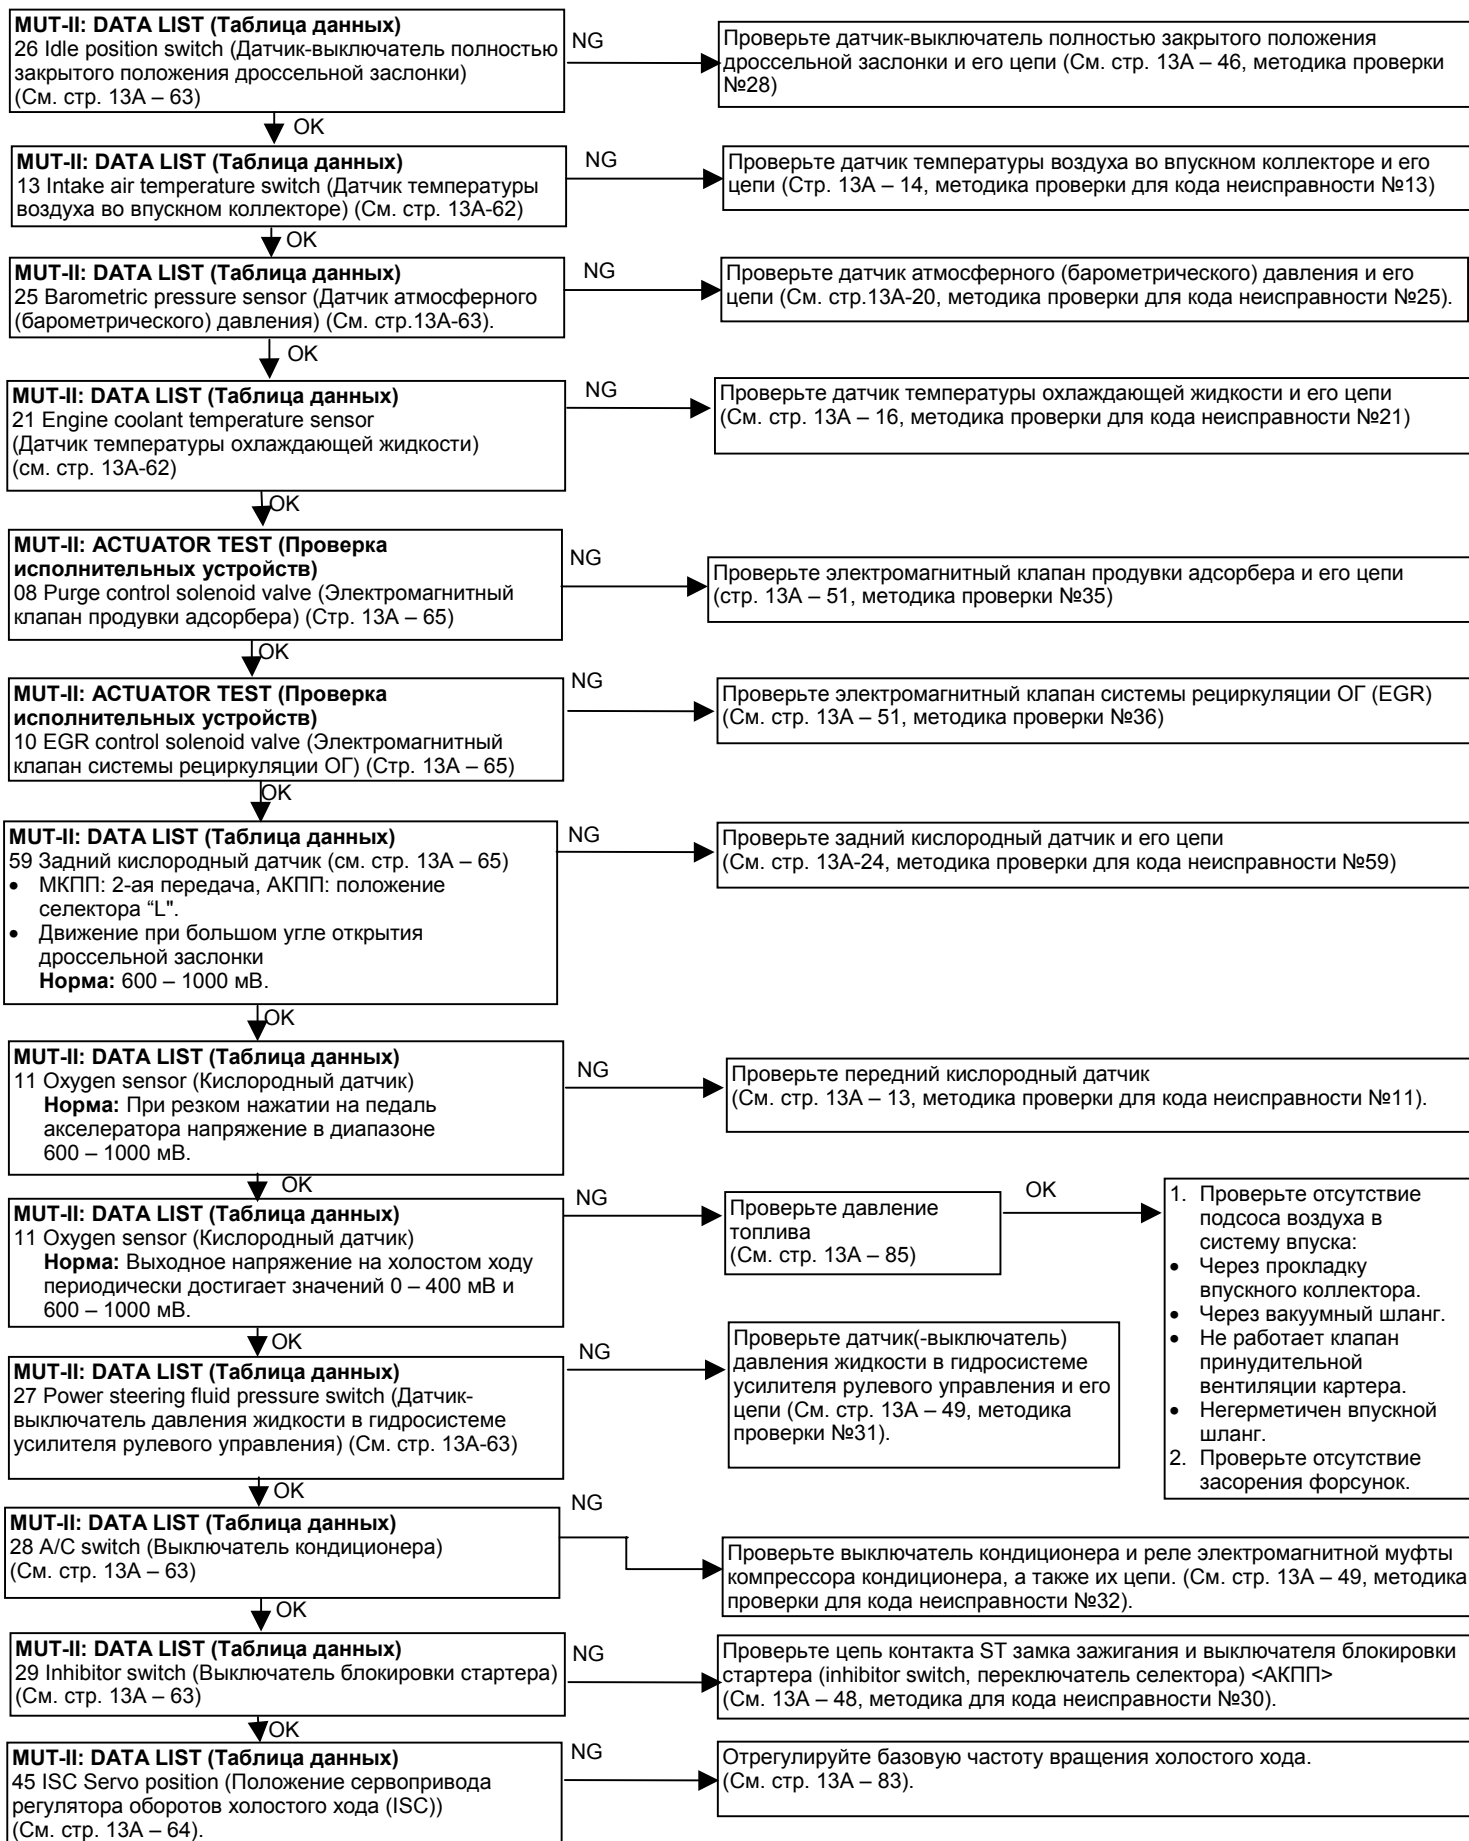 MUT-II: DATA LIST (Таблица данных)
26 Idle position switch (Датчик-выключатель полностью
закрытого положения дроссельной заслонки)
(См. стр. 13A – 63)
NG
Проверьте датчик-выключатель полностью закрытого положения
дроссельной заслонки и его цепи (См. стр. 13A – 46, методика проверки
№28)
OK
MUT-II: DATA LIST (Таблица данных)
13 Intake air temperature switch (Датчик температуры
воздуха во впускном коллекторе) (См. стр. 13A-62)
NG
Проверьте датчик температуры воздуха во впускном коллекторе и его
цепи (Стр. 13A – 14, методика проверки для кода неисправности №13)
OK
MUT-II: DATA LIST (Таблица данных)
25 Barometric pressure sensor (Датчик атмосферного
(барометрического) давления) (См. стр.13A-63).
NG
Проверьте датчик атмосферного (барометрического) давления и его
цепи (См. стр.13A-20, методика проверки для кода неисправности №25).
OK
MUT-II: DATA LIST (Таблица данных)
21 Engine coolant temperature sensor
(Датчик температуры охлаждающей жидкости)
(см. стр. 13A-62)
NG
Проверьте датчик температуры охлаждающей жидкости и его цепи
(См. стр. 13A – 16, методика проверки для кода неисправности №21)
OK
MUT-II: ACTUATOR TEST (Проверка
исполнительных устройств)
08 Purge control solenoid valve (Электромагнитный
клапан продувки адсорбера) (Стр. 13A – 65)
NG
Проверьте электромагнитный клапан продувки адсорбера и его цепи
(стр. 13A – 51, методика проверки №35)
OK
MUT-II: ACTUATOR TEST (Проверка
исполнительных устройств)
10 EGR control solenoid valve (Электромагнитный
клапан системы рециркуляции ОГ) (Стр. 13A – 65)
NG
Проверьте электромагнитный клапан системы рециркуляции ОГ (EGR)
(См. стр. 13A – 51, методика проверки №36)
OK
MUT-II: DATA LIST (Таблица данных)
59 Задний кислородный датчик (см. стр. 13A – 65)
• МКПП: 2-ая передача, АКПП: положение
селектора “L".
• Движение при большом угле открытия
дроссельной заслонки
Норма: 600 – 1000 мВ.
NG
Проверьте задний кислородный датчик и его цепи
(См. стр. 13A-24, методика проверки для кода неисправности №59)
OK
MUT-II: DATA LIST (Таблица данных)
11 Oxygen sensor (Кислородный датчик)
Норма: При резком нажатии на педаль
акселератора напряжение в диапазоне
600 – 1000 мВ.
NG
Проверьте передний кислородный датчик
(См. стр. 13A – 13, методика проверки для кода неисправности №11).
OK
MUT-II: DATA LIST (Таблица данных)
11 Oxygen sensor (Кислородный датчик)
Норма: Выходное напряжение на холостом ходу
периодически достигает значений 0 – 400 мВ и
600 – 1000 мВ.
NG
Проверьте давление
топлива
(См. стр. 13A – 85)
OK
1. Проверьте отсутствие
подсоса воздуха в
систему впуска:
• Через прокладку
впускного коллектора.
• Через вакуумный шланг.
• Не работает клапан
принудительной
вентиляции картера.
• Негерметичен впускной
шланг.
2. Проверьте отсутствие
засорения форсунок.
OK
MUT-II: DATA LIST (Таблица данных)
27 Power steering fluid pressure switch (Датчик-
выключатель давления жидкости в гидросистеме
усилителя рулевого управления) (См. стр. 13A-63)
NG
Проверьте датчик(-выключатель)
давления жидкости в гидросистеме
усилителя рулевого управления и его
цепи (См. стр. 13A – 49, методика
проверки №31).
OK
MUT-II: DATA LIST (Таблица данных)
28 A/C switch (Выключатель кондиционера)
(См. стр. 13A – 63)
NG
Проверьте выключатель кондиционера и реле электромагнитной муфты
компрессора кондиционера, а также их цепи. (См. стр. 13A – 49, методика
проверки для кода неисправности №32).
OK
MUT-II: DATA LIST (Таблица данных)
29 Inhibitor switch (Выключатель блокировки стартера)
(См. стр. 13A – 63)
NG
Проверьте цепь контакта ST замка зажигания и выключателя блокировки
стартера (inhibitor switch, переключатель селектора) <АКПП>
(См. 13A – 48, методика для кода неисправности №30).
OK
MUT-II: DATA LIST (Таблица данных)
45 ISC Servo position (Положение сервопривода
регулятора оборотов холостого хода (ISC))
(См. стр. 13A – 64).
NG
Отрегулируйте базовую частоту вращения холостого хода.
(См. стр. 13A – 83).